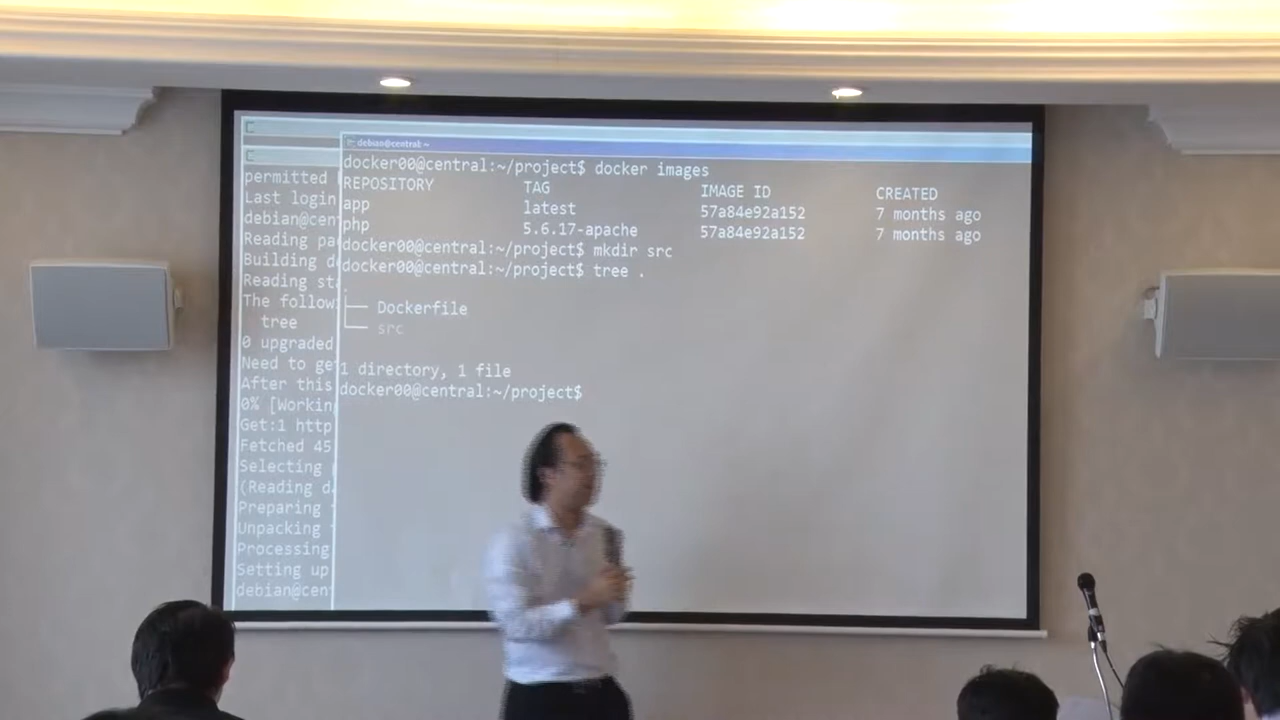 debian@central: ~
docker00@central:~/project$ docker images
REPOSITORY TAG IMAGE ID CREATED
app latest 57a84e92a152 7 months ago
php 5.6.17-apache 57a84e92a152 7 months ago
docker00@central:~/project$ mkdir src
docker00@central:~/project$ tree .
.
├── Dockerfile
└── src
1 directory, 1 file
docker00@central:~/project$
permitted
Last login
debian@cen
Reading pa
Building d
Reading st
The follow
tree
0 upgraded
Need to ge
After this
0% [Workin
Get:1 http
Fetched 45
Selecting
(Reading d
Preparing
Unpacking
Processing
Setting up
debian@cen